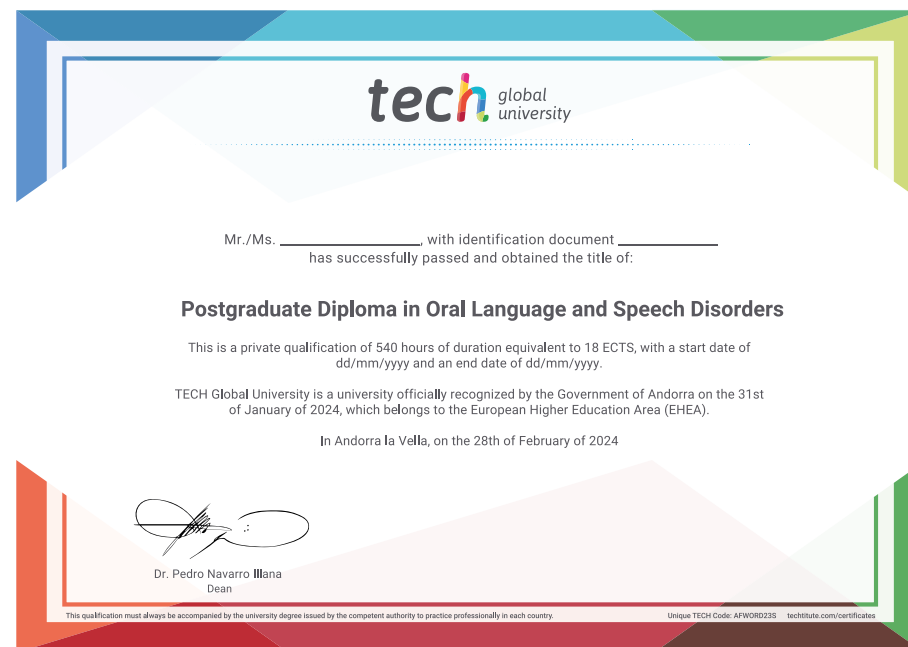 tech global university
Mr./Ms. ____________, with identification document ____________
has successfully passed and obtained the title of:
Postgraduate Diploma in Oral Language and Speech Disorders
This is a private qualification of 540 hours of duration equivalent to 18 ECTS, with a start date of
dd/mm/yyyy and an end date of dd/mm/yyyy.
TECH Global University is a university officially recognized by the Government of Andorra on the 31st
of January of 2024, which belongs to the European Higher Education Area (EHEA).
In Andorra la Vella, on the 28th of February of 2024
Dr. Pedro Navarro Illana
Dean
This qualification must always be accompanied by the university degree issued by the competent authority to practice professionally in each country.
Unique TECH Code: AFWORD23S techtitute.com/certificates